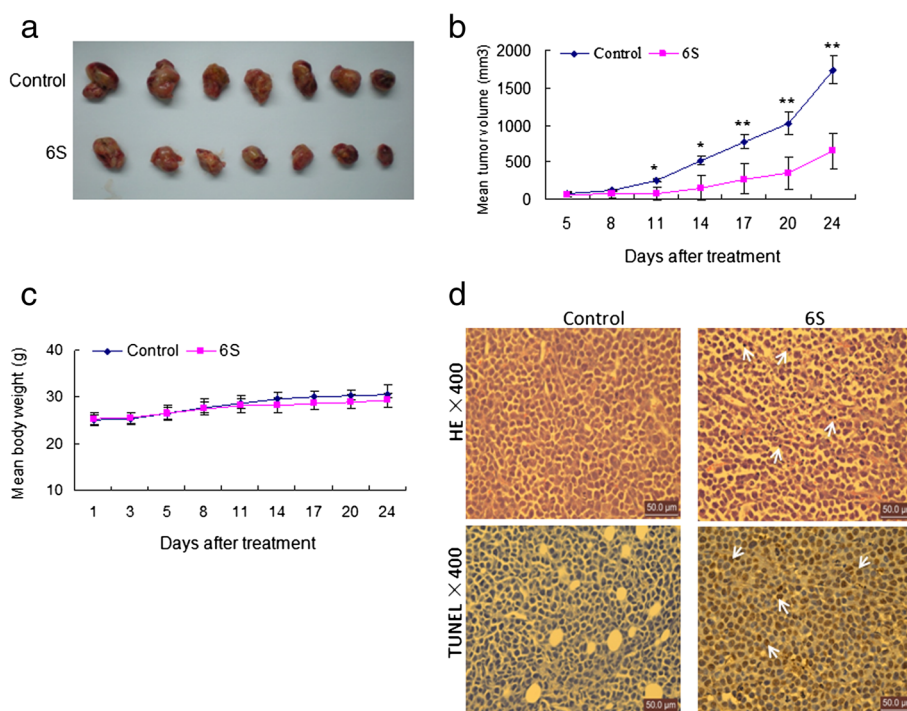 a
Control
6S
b
Mean tumor volume (mm3)
Control 6S
2000
1500
1000
500
0
* * ** ** **
5 8 11 14 17 20 24
Days after treatment
c
Mean body weight (g)
Control 6S
40
30
20
10
1 3 5 8 11 14 17 20 24
Days after treatment
d
Control 6S
HE × 400
50.0 µm 50.0 µm
TUNEL × 400
50.0 µm 50.0 µm